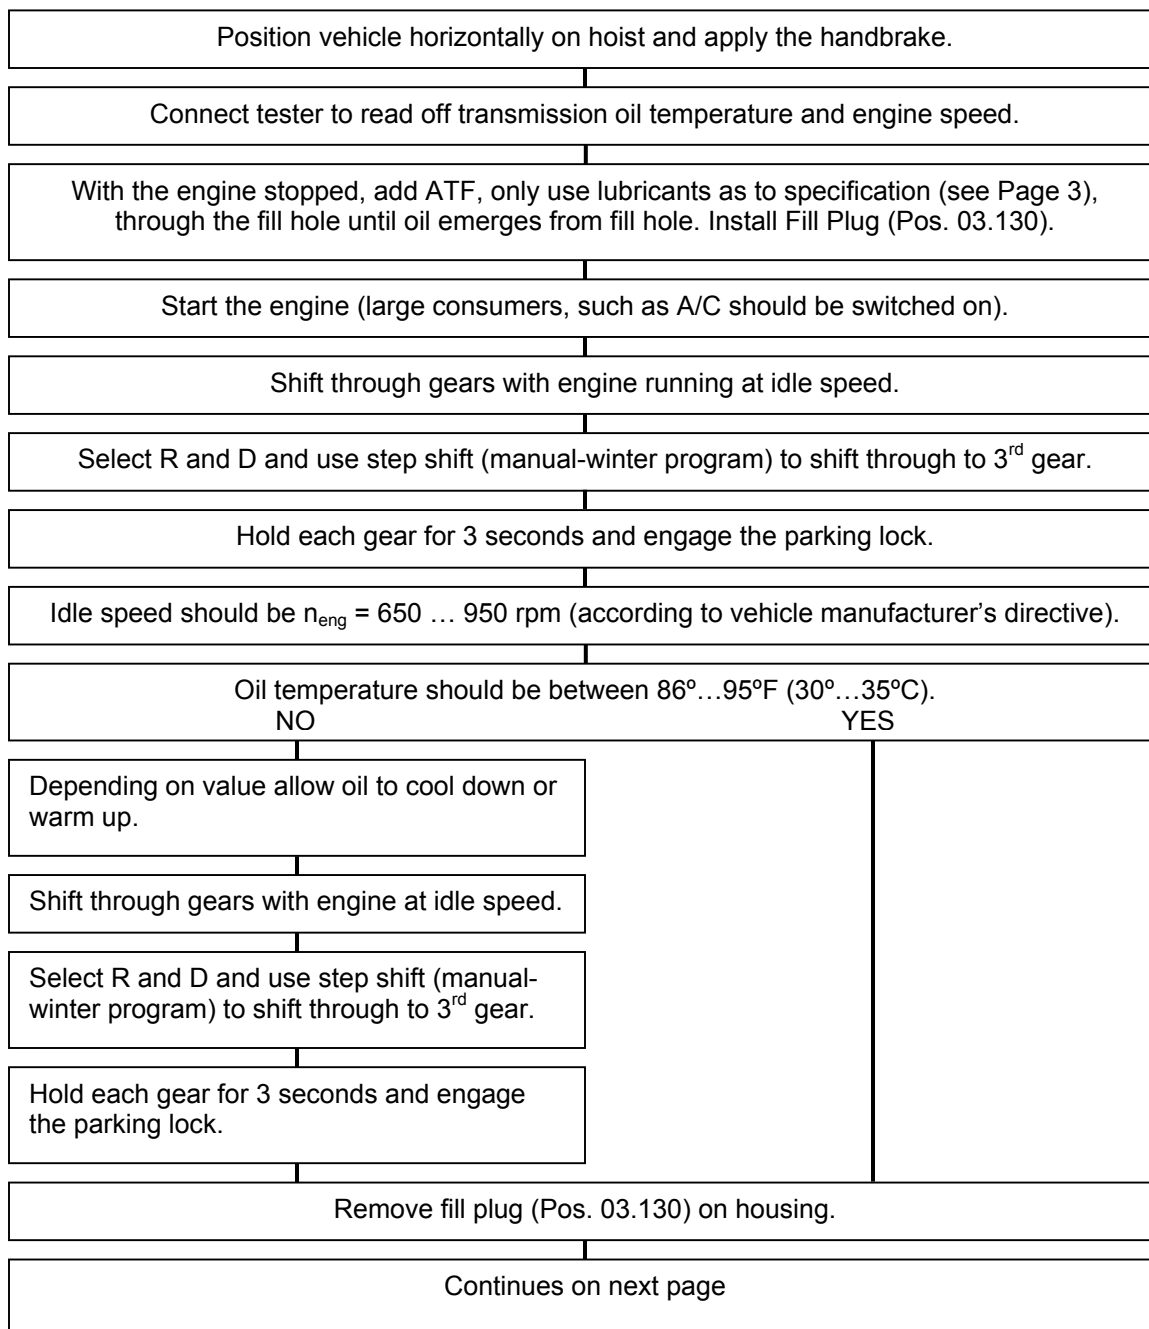 Position vehicle horizontally on hoist and apply the handbrake.
Connect tester to read off transmission oil temperature and engine speed.
With the engine stopped, add ATF, only use lubricants as to specification (see Page 3),
through the fill hole until oil emerges from fill hole. Install Fill Plug (Pos. 03.130).
Start the engine (large consumers, such as A/C should be switched on).
Shift through gears with engine running at idle speed.
Select R and D and use step shift (manual-winter program) to shift through to 3rd gear.
Hold each gear for 3 seconds and engage the parking lock.
Idle speed should be neng = 650 … 950 rpm (according to vehicle manufacturer’s directive).
Oil temperature should be between 86º…95ºF (30º…35ºC).
NO YES
Depending on value allow oil to cool down or
warm up.
Shift through gears with engine at idle speed.
Select R and D and use step shift (manual-
winter program) to shift through to 3rd gear.
Hold each gear for 3 seconds and engage
the parking lock.
Remove fill plug (Pos. 03.130) on housing.
Continues on next page